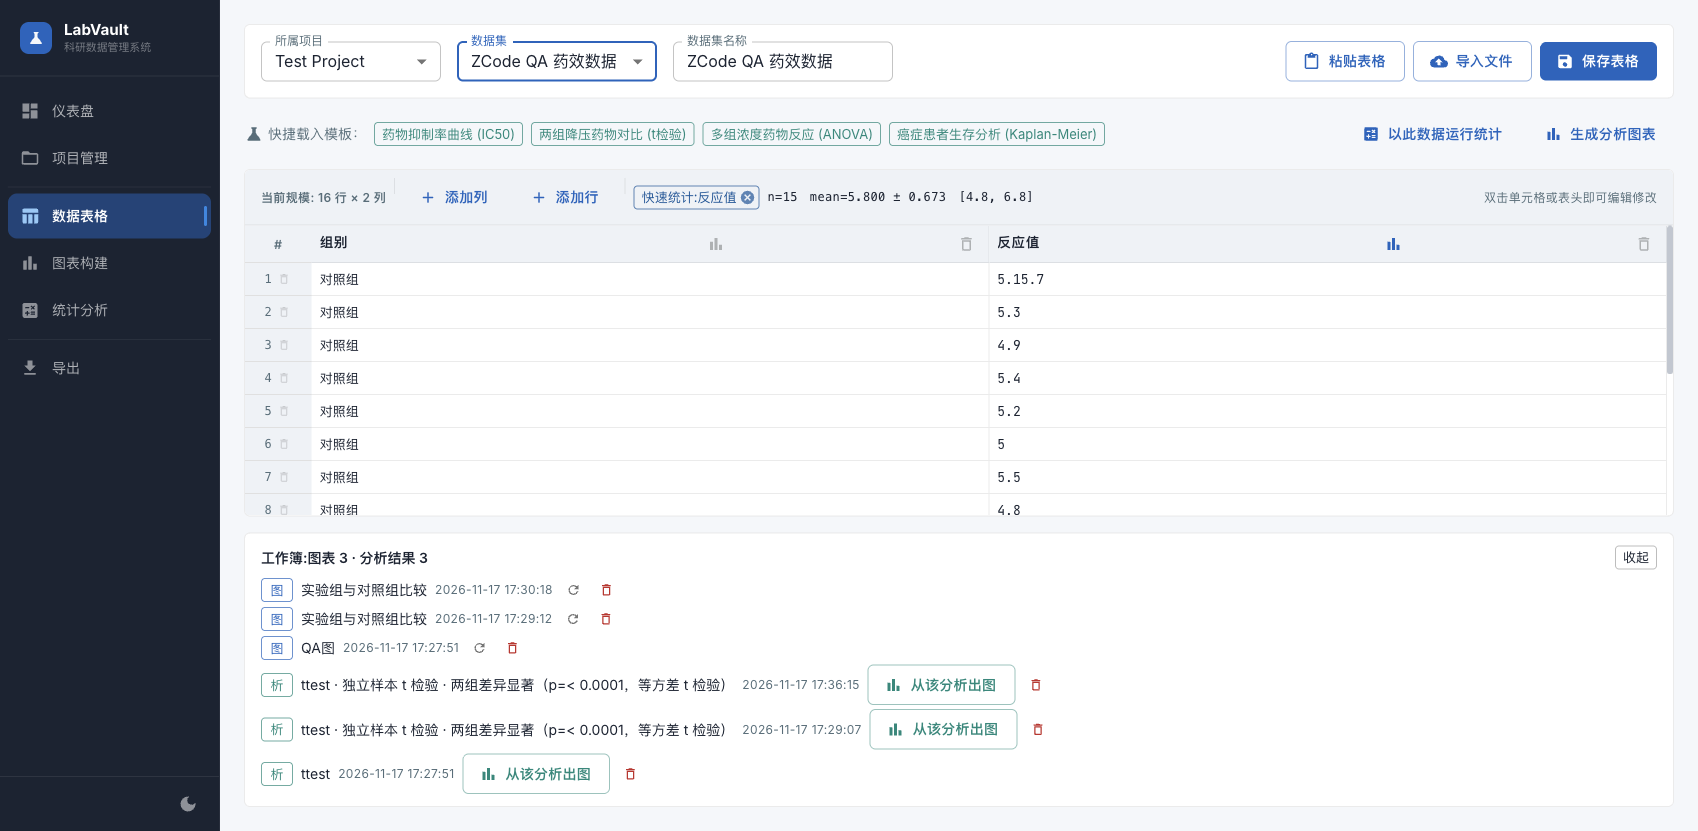 LabVault
科研数据管理系统
仪表盘
项目管理
数据表格
图表构建
统计分析
导出
所属项目
Test Project
数据集
ZCode QA 药效数据
数据集名称
ZCode QA 药效数据
粘贴表格
导入文件
保存表格
快捷载入模板:
药物抑制率曲线 (IC50)
两组降压药物对比 (t检验)
多组浓度药物反应 (ANOVA)
癌症患者生存分析 (Kaplan-Meier)
以此数据运行统计
生成分析图表
当前规模: 16 行 × 2 列
添加列
添加行
快速统计:反应值
n=15 mean=5.800 ± 0.673 [4.8, 6.8]
双击单元格或表头即可编辑修改
# 组别 反应值
1 对照组 5.15.7
2 对照组 5.3
3 对照组 4.9
4 对照组 5.4
5 对照组 5.2
6 对照组 5
7 对照组 5.5
8 对照组 4.8
工作簿:图表 3 · 分析结果 3
收起
图 实验组与对照组比较 2026-11-17 17:30:18
图 实验组与对照组比较 2026-11-17 17:29:12
图 QA图 2026-11-17 17:27:51
析 ttest · 独立样本 t 检验 · 两组差异显著（p=< 0.0001，等方差 t 检验） 2026-11-17 17:36:15 从该分析出图
析 ttest · 独立样本 t 检验 · 两组差异显著（p=< 0.0001，等方差 t 检验） 2026-11-17 17:29:07 从该分析出图
析 ttest 2026-11-17 17:27:51 从该分析出图